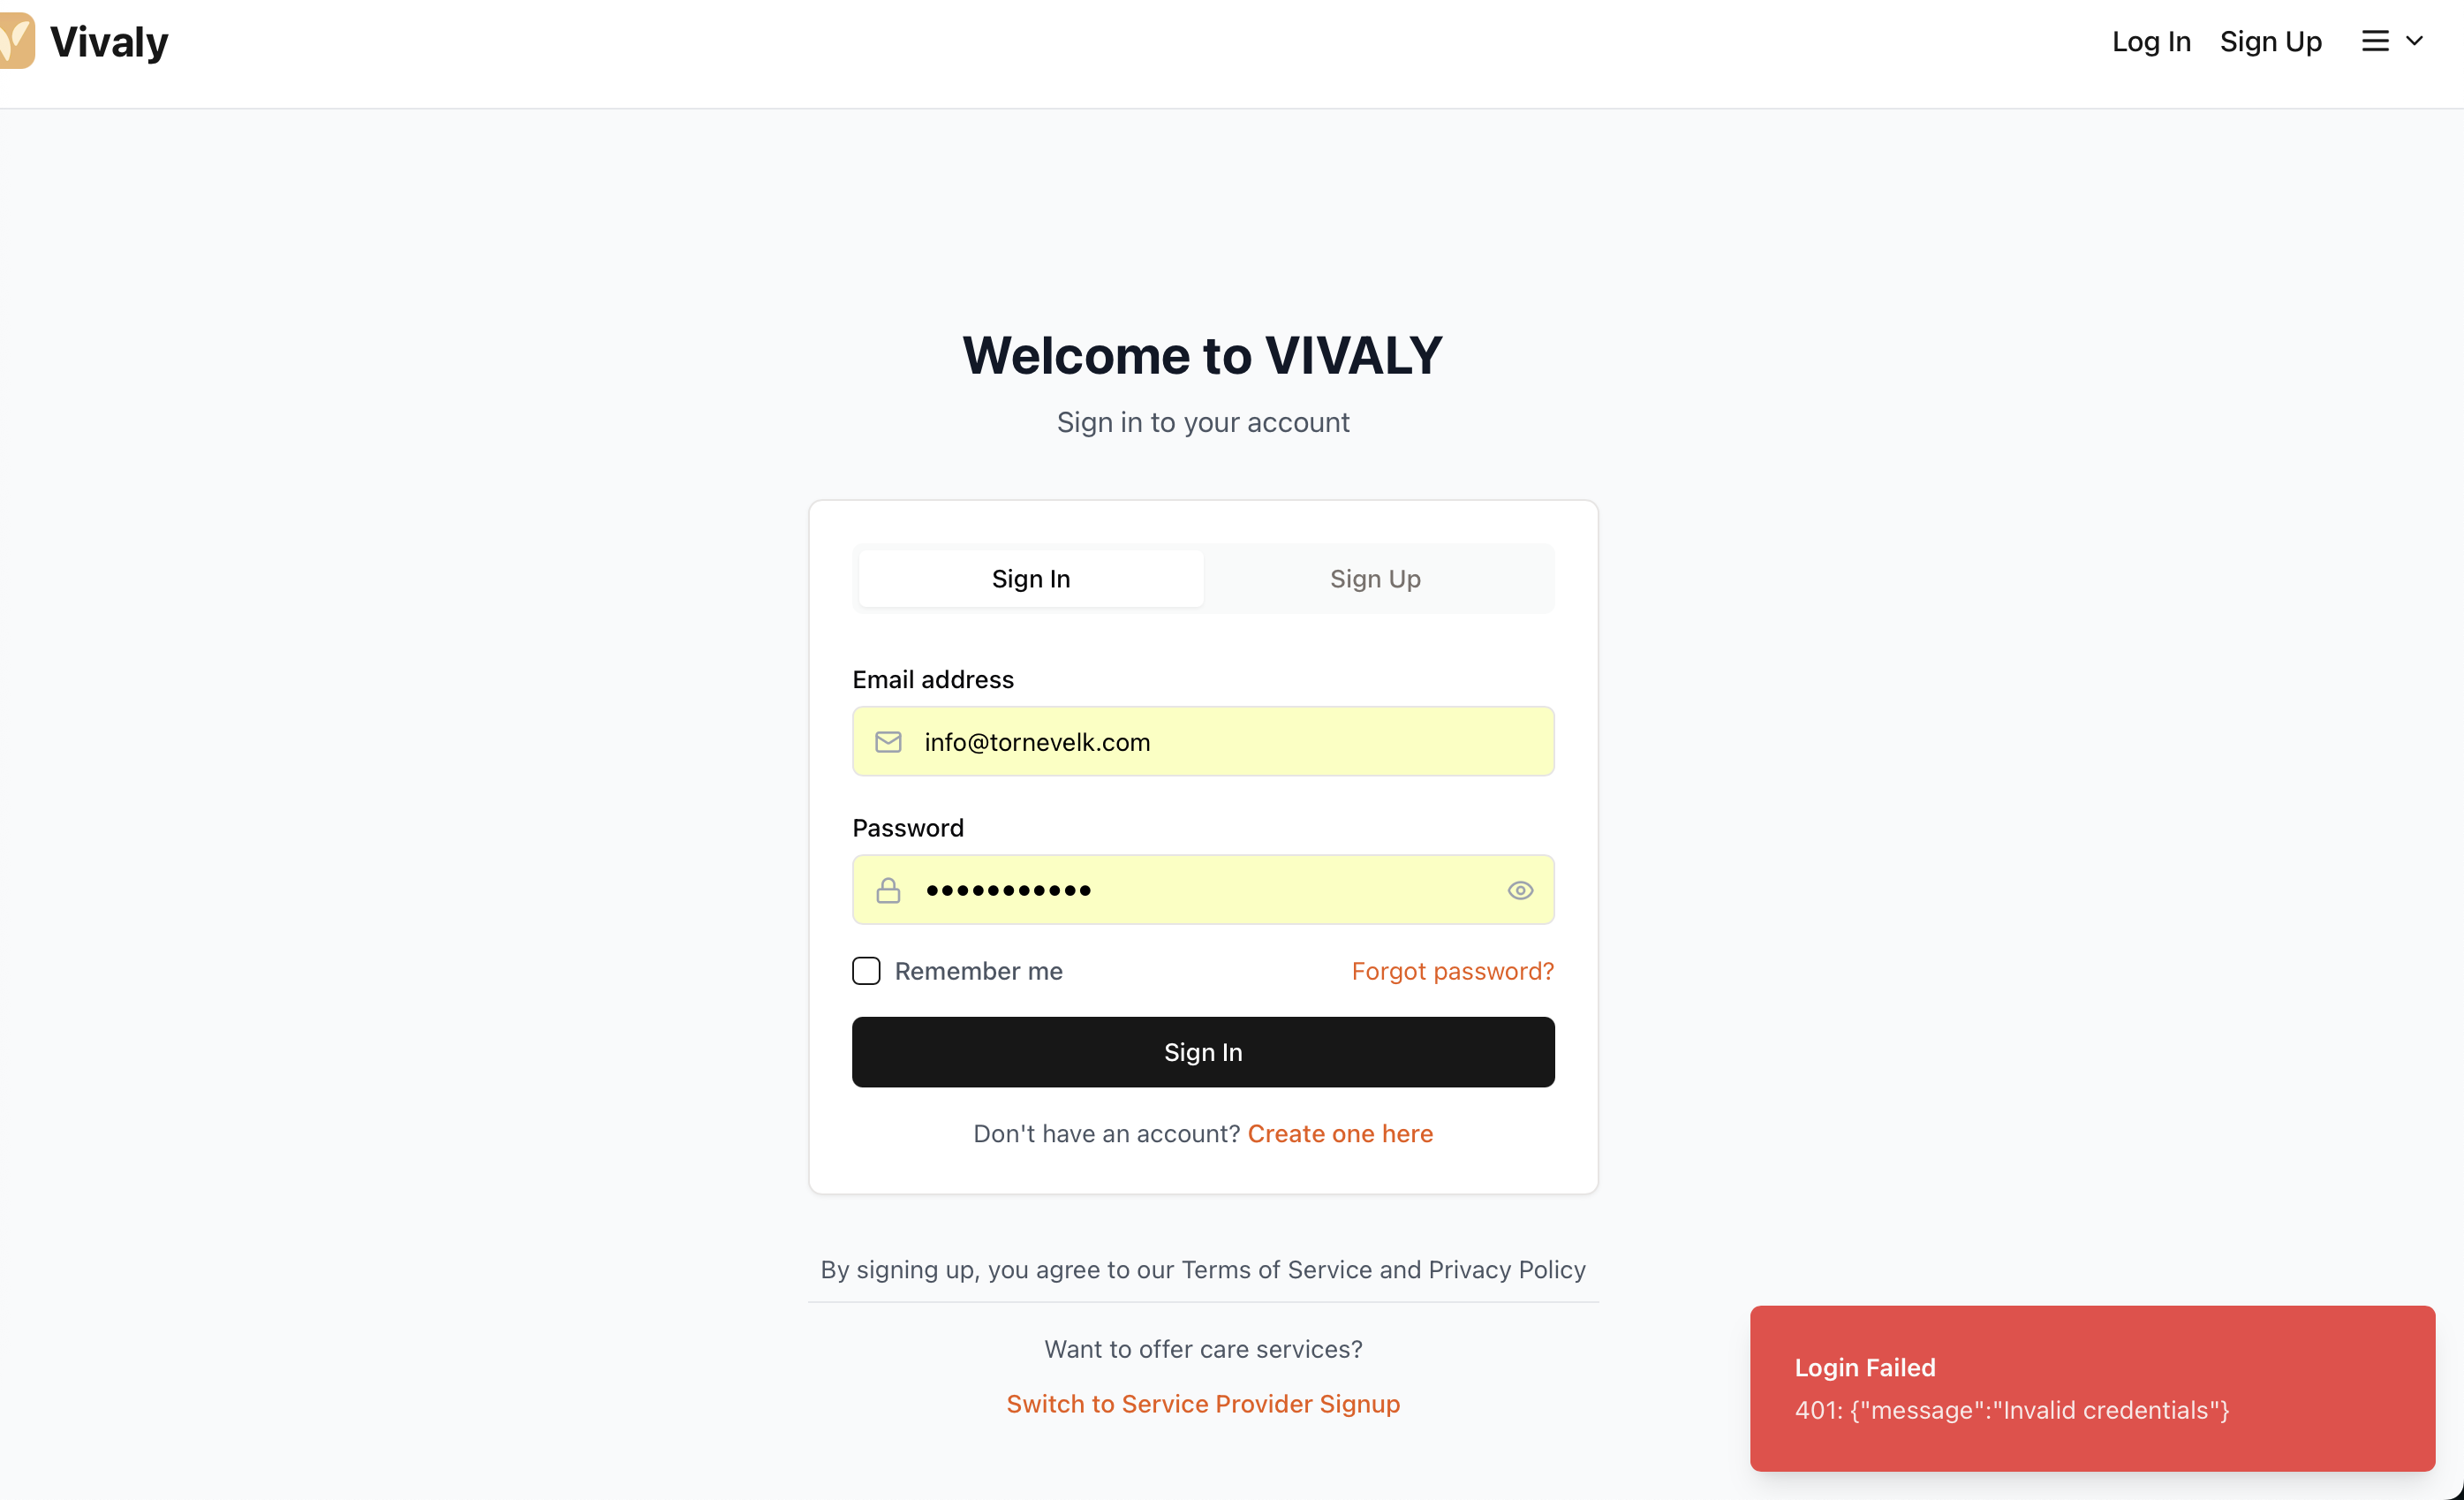 Vivaly
Log In Sign Up
Welcome to VIVALY
Sign in to your account
Sign In Sign Up
Email address
info@tornevelk.com
Password
•••••••••••
Remember me Forgot password?
Sign In
Don't have an account? Create one here
By signing up, you agree to our Terms of Service and Privacy Policy
Want to offer care services?
Switch to Service Provider Signup
Login Failed
401: {"message":"Invalid credentials"}